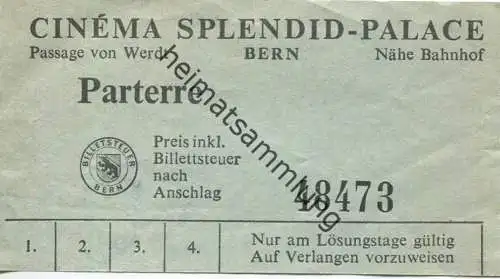 CINÉMA SPLENDID-PALACE
Passage von Werdt BERN Nähe Bahnhof
Parterre
BILLETSTEUER
BERN
Preis inkl.
Billettsteuer
nach
Anschlag
48473
heimatsammlung
1. 2. 3. 4.
Nur am Lösungstage gültig
Auf Verlangen vorzuweisen